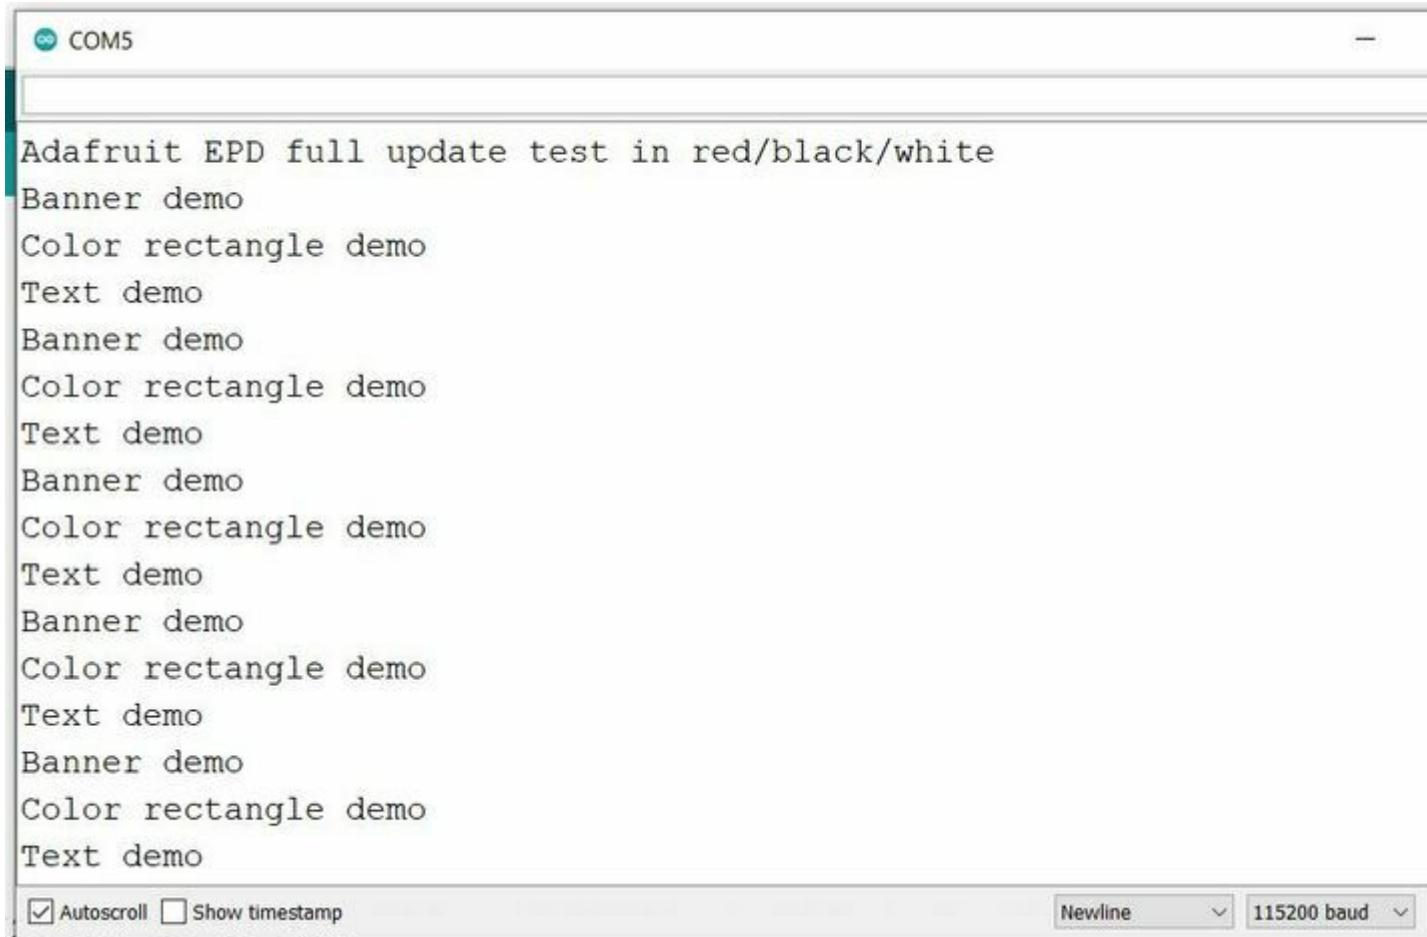 COM5
Adafruit EPD full update test in red/black/white
Banner demo
Color rectangle demo
Text demo
Banner demo
Color rectangle demo
Text demo
Banner demo
Color rectangle demo
Text demo
Banner demo
Color rectangle demo
Text demo
Banner demo
Color rectangle demo
Text demo
Autoscroll Show timestamp Newline 115200 baud